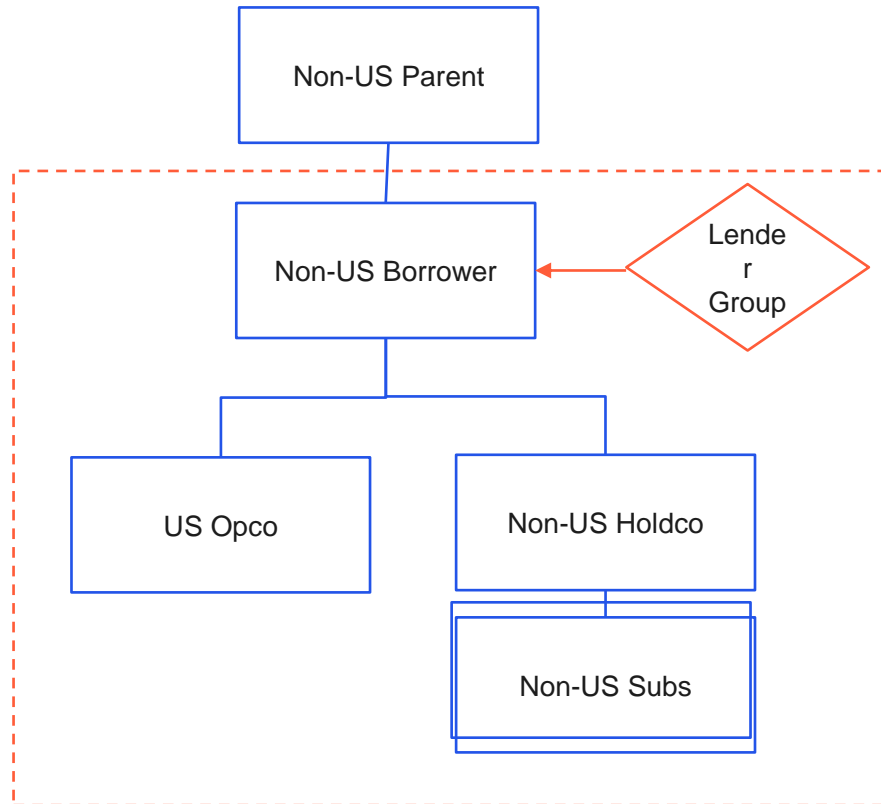 Non-US Parent
Non-US Borrower
Lende
r
Group
US Opco
Non-US Holdco
Non-US Subs